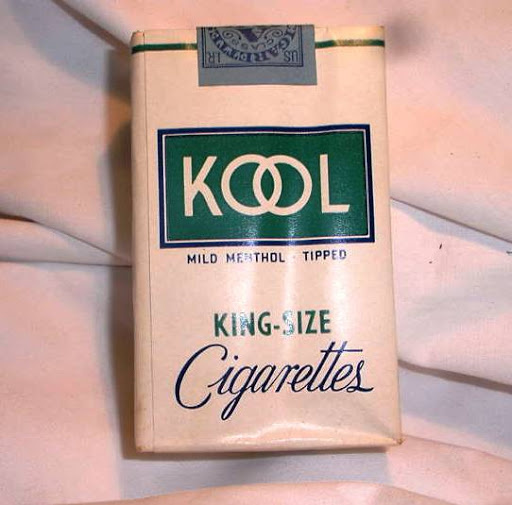 KOOL
MILD MENTHOL · TIPPED
KING-SIZE
Cigarettes